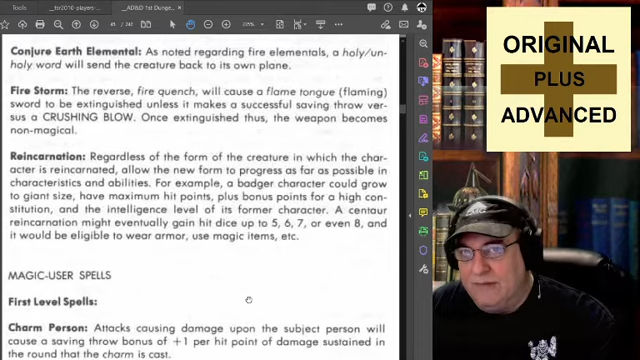 Tools
__tsr2010-players-...
AD&D 1st Dunge...
Conjure Earth Elemental: As noted regarding fire elementals, a holy/un-
holy word will send the creature back to its own plane.
Fire Storm: The reverse, fire quench, will cause a flame tongue (flaming)
sword to be extinguished unless it makes a successful saving throw ver-
sus a CRUSHING BLOW. Once extinguished thus, the weapon becomes
non-magical.
Reincarnation: Regardless of the form of the creature in which the char-
acter is reincarnated, allow the new form to progress as far as possible in
characteristics and abilities. For example, a badger character could grow
to giant size, have maximum hit points, plus bonus points for a high con-
stitution, and the intelligence level of its former character. A centaur
reincarnation might eventually gain hit dice up to 5, 6, 7, or even 8, and
it would be eligible to wear armor, use magic items, etc.
MAGIC-USER SPELLS
First Level Spells:
Charm Person: Attacks causing damage upon the subject person will
cause a saving throw bonus of +1 per hit point of damage sustained in
the round that the charm is cast.
ORIGINAL
PLUS
ADVANCED